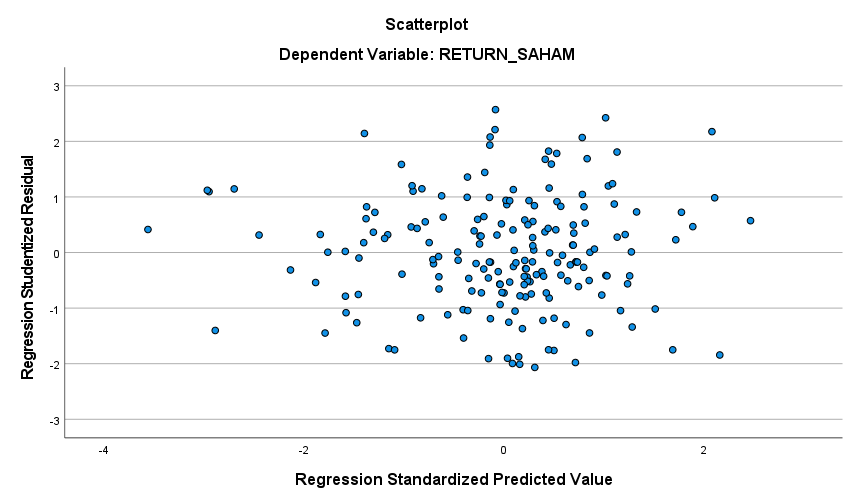 Scatterplot
Dependent Variable: RETURN_SAHAM
3
2
1
0
-1
-2
-3
Regression Studentized Residual
-4
-2
0
2
Regression Standardized Predicted Value